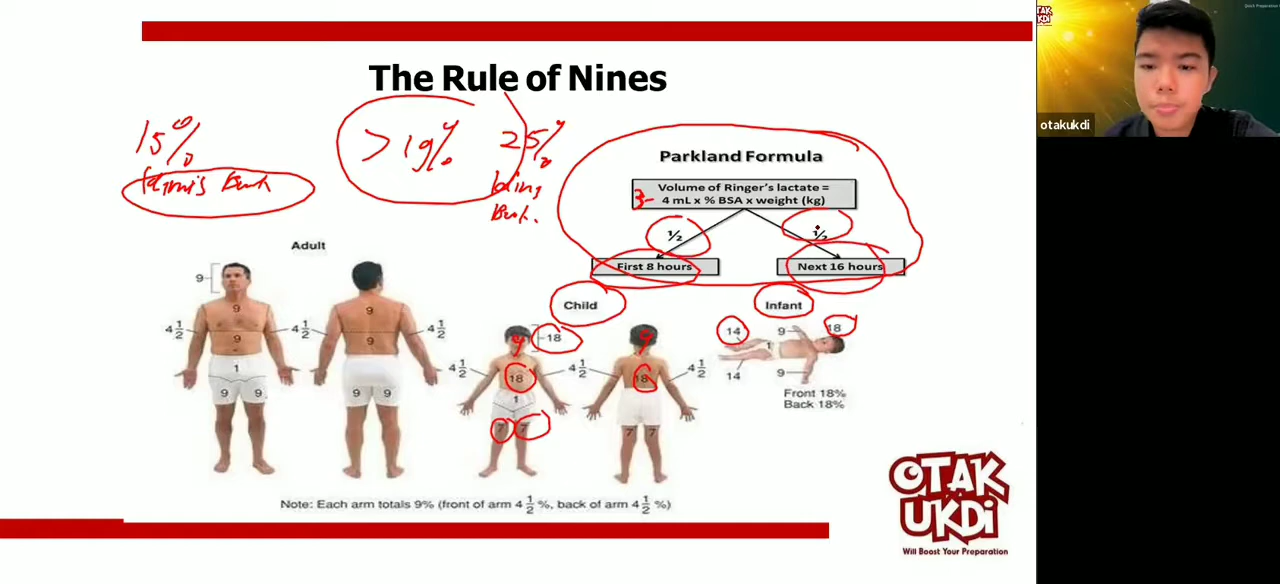 The Rule of Nines
15%
> 19%
25%
Parkland Formula
Volume of Ringer's lactate =
3-
4 mL x % BSA x weight (kg)
½
½
First 8 hours
Next 16 hours
Adult
Child
Infant
9
9
9
4 1/2
4 1/2
1
9
9
9
9
4 1/2
9
9
18
9
4 1/2
18
4 1/2
1
7
7
9
18
4 1/2
7
7
14
9
18
1
14
9
Front 18%
Back 18%
Note: Each arm totals 9% (front of arm 4 1/2 %, back of arm 4 1/2 %)
OTAK
UKDi
Will Boost Your Preparation
OTAK
UKDi
otakukdi